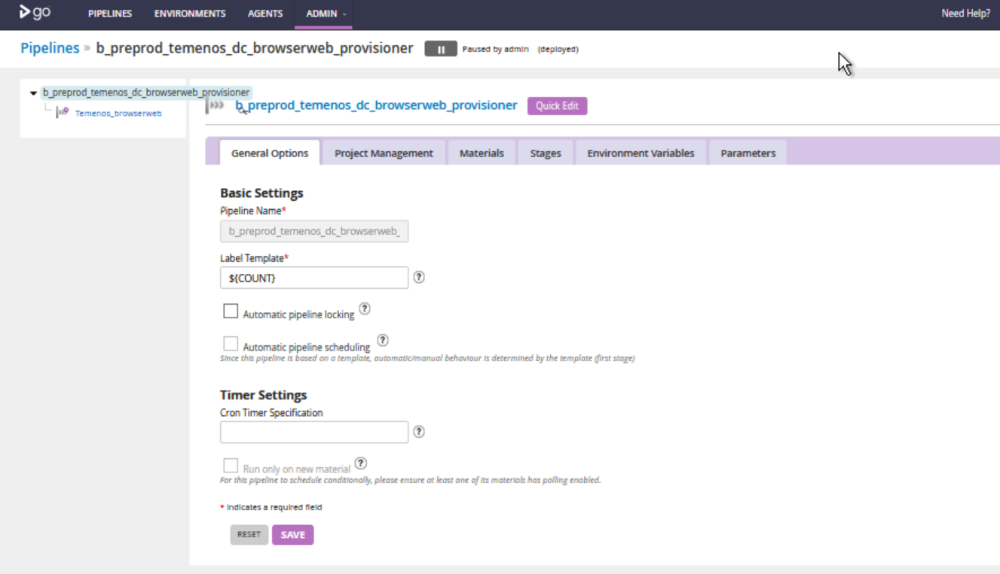 go PIPELINES ENVIRONMENTS AGENTS ADMIN Need Help?
Pipelines » b_preprod_temenos_dc_browserweb_provisioner Paused by admin (deployed)
b_preprod_temenos_dc_browserweb_provisioner
Temenos_browserweb
b_preprod_temenos_dc_browserweb_provisioner Quick Edit
General Options Project Management Materials Stages Environment Variables Parameters
Basic Settings
Pipeline Name*
b_preprod_temenos_dc_browserweb_
Label Template*
${COUNT} ?
Automatic pipeline locking ?
Automatic pipeline scheduling ?
Since this pipeline is based on a template, automatic/manual behaviour is determined by the template (first stage)
Timer Settings
Cron Timer Specification
?
Run only on new material ?
For this pipeline to schedule conditionally, please ensure at least one of its materials has polling enabled.
* indicates a required field
RESET SAVE